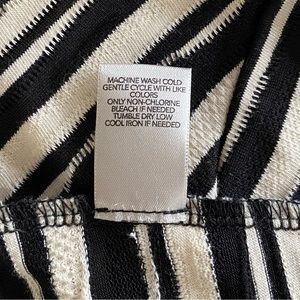 MACHINE WASH COLD
GENTLE CYCLE WITH LIKE
COLORS
ONLY NON-CHLORINE
BLEACH IF NEEDED
TUMBLE DRY LOW
COOL IRON IF NEEDED